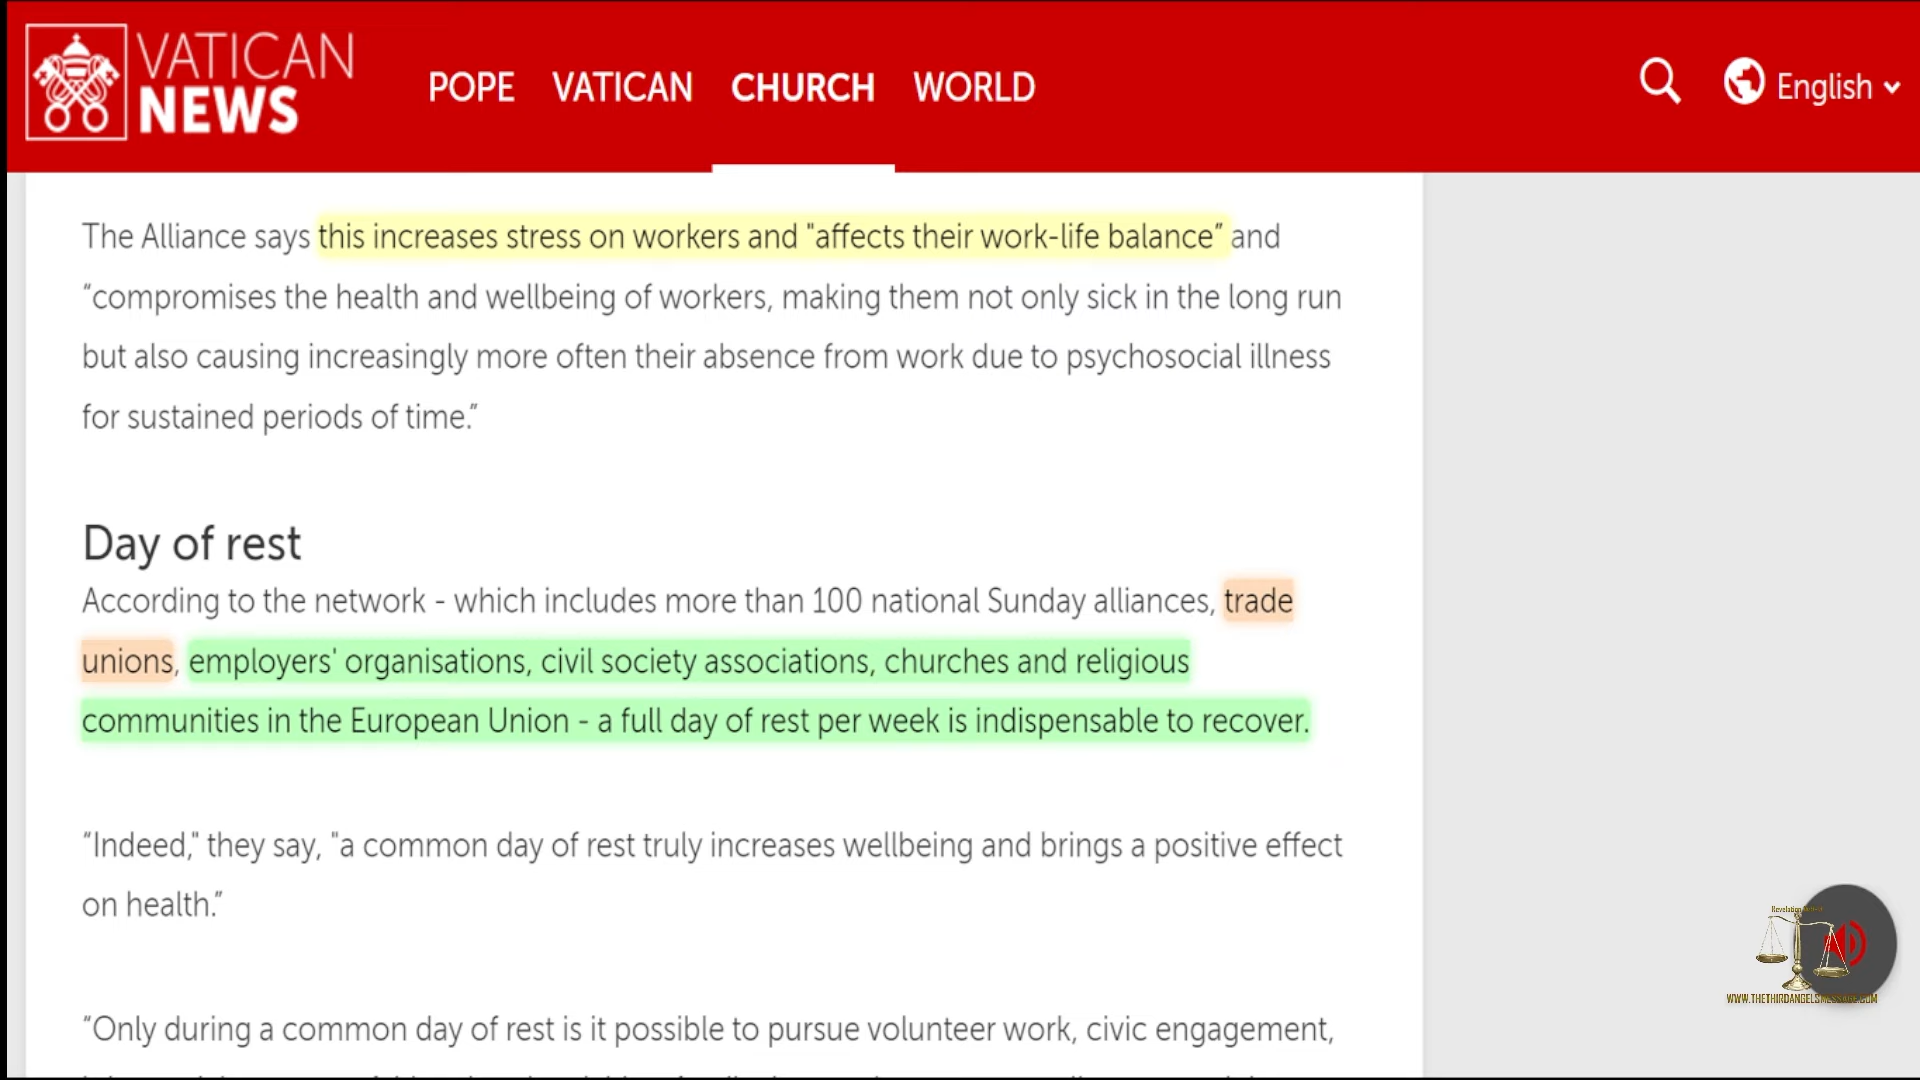 VATICAN
NEWS
POPE VATICAN CHURCH WORLD
English
The Alliance says this increases stress on workers and "affects their work-life balance” and
“compromises the health and wellbeing of workers, making them not only sick in the long run
but also causing increasingly more often their absence from work due to psychosocial illness
for sustained periods of time.”
Day of rest
According to the network - which includes more than 100 national Sunday alliances, trade
unions, employers' organisations, civil society associations, churches and religious
communities in the European Union - a full day of rest per week is indispensable to recover.
“Indeed," they say, "a common day of rest truly increases wellbeing and brings a positive effect
on health.”
“Only during a common day of rest is it possible to pursue volunteer work, civic engagement,
Revelation
WWW.THETHIRDANGELSMESSAGE.COM